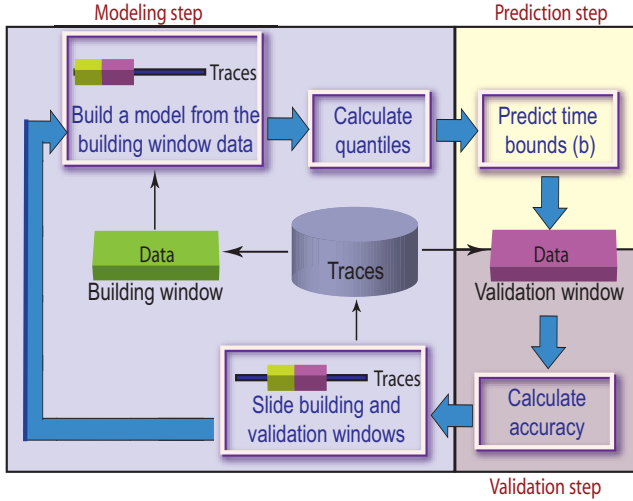 Modeling step
Prediction step
Traces
Build a model from the
building window data
Calculate
quantiles
Predict time
bounds (b)
Data
Building window
Traces
Data
Validation window
Traces
Slide building and
validation windows
Calculate
accuracy
Validation step